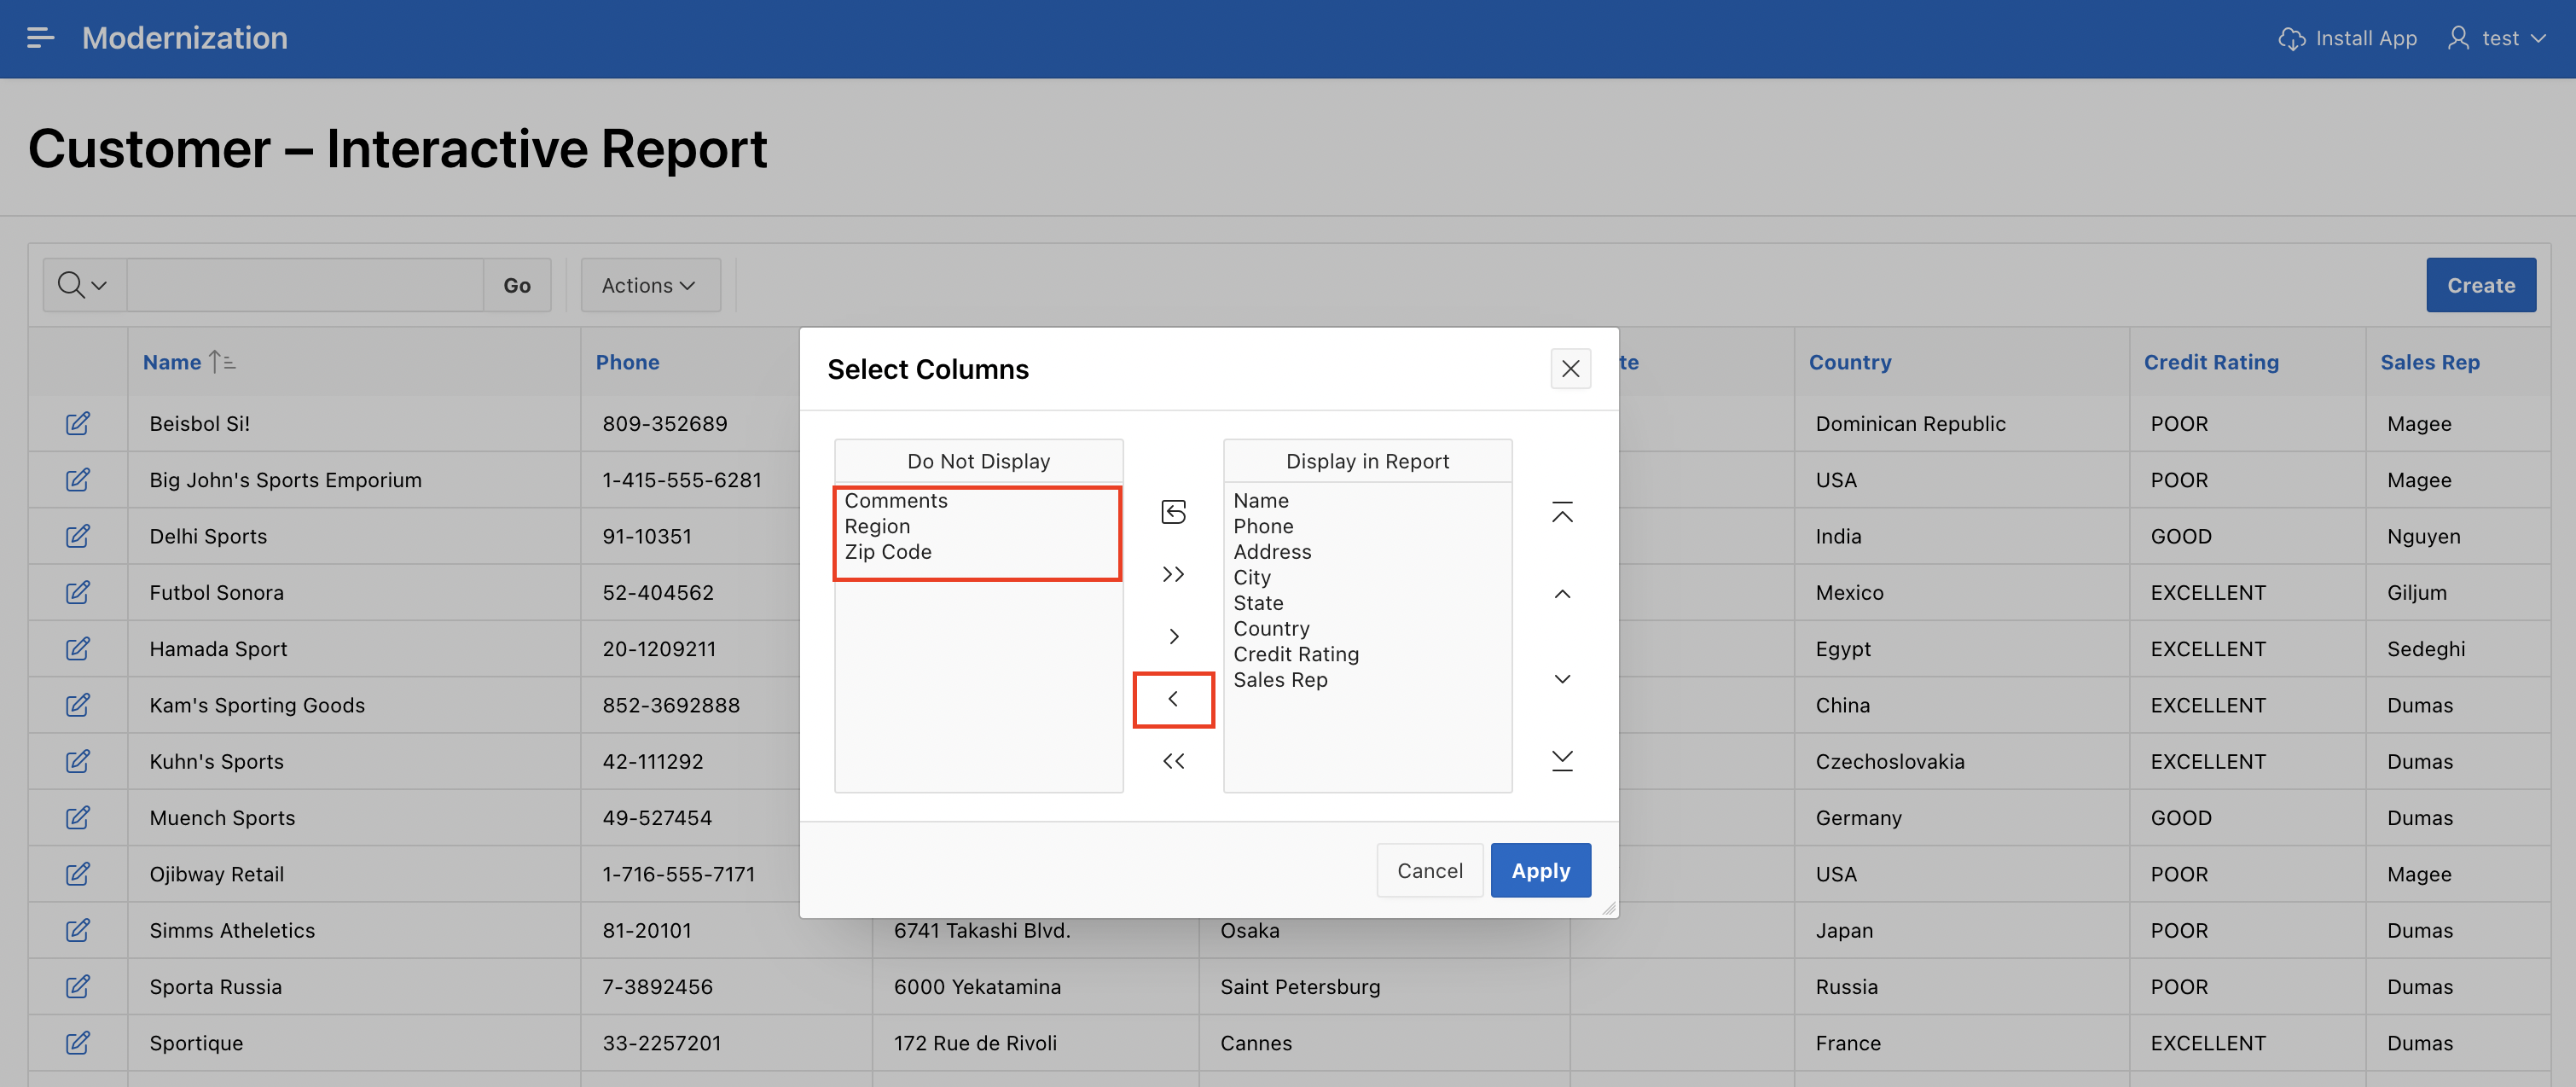 Modernization
Install App
test
Customer – Interactive Report
Go
Actions
Create
Name Phone te Country Credit Rating Sales Rep
Select Columns
Do Not Display
Comments
Region
Zip Code
Display in Report
Name
Phone
Address
City
State
Country
Credit Rating
Sales Rep
Cancel
Apply
Beisbol Si! 809-352689 Dominican Republic POOR Magee
Big John's Sports Emporium 1-415-555-6281 USA POOR Magee
Delhi Sports 91-10351 India GOOD Nguyen
Futbol Sonora 52-404562 Mexico EXCELLENT Giljum
Hamada Sport 20-1209211 Egypt EXCELLENT Sedeghi
Kam's Sporting Goods 852-3692888 China EXCELLENT Dumas
Kuhn's Sports 42-111292 Czechoslovakia EXCELLENT Dumas
Muench Sports 49-527454 Germany GOOD Dumas
Ojibway Retail 1-716-555-7171 USA POOR Magee
Simms Atheletics 81-20101 6741 Takashi Blvd. Osaka Japan POOR Dumas
Sporta Russia 7-3892456 6000 Yekatamina Saint Petersburg Russia POOR Dumas
Sportique 33-2257201 172 Rue de Rivoli Cannes France EXCELLENT Dumas